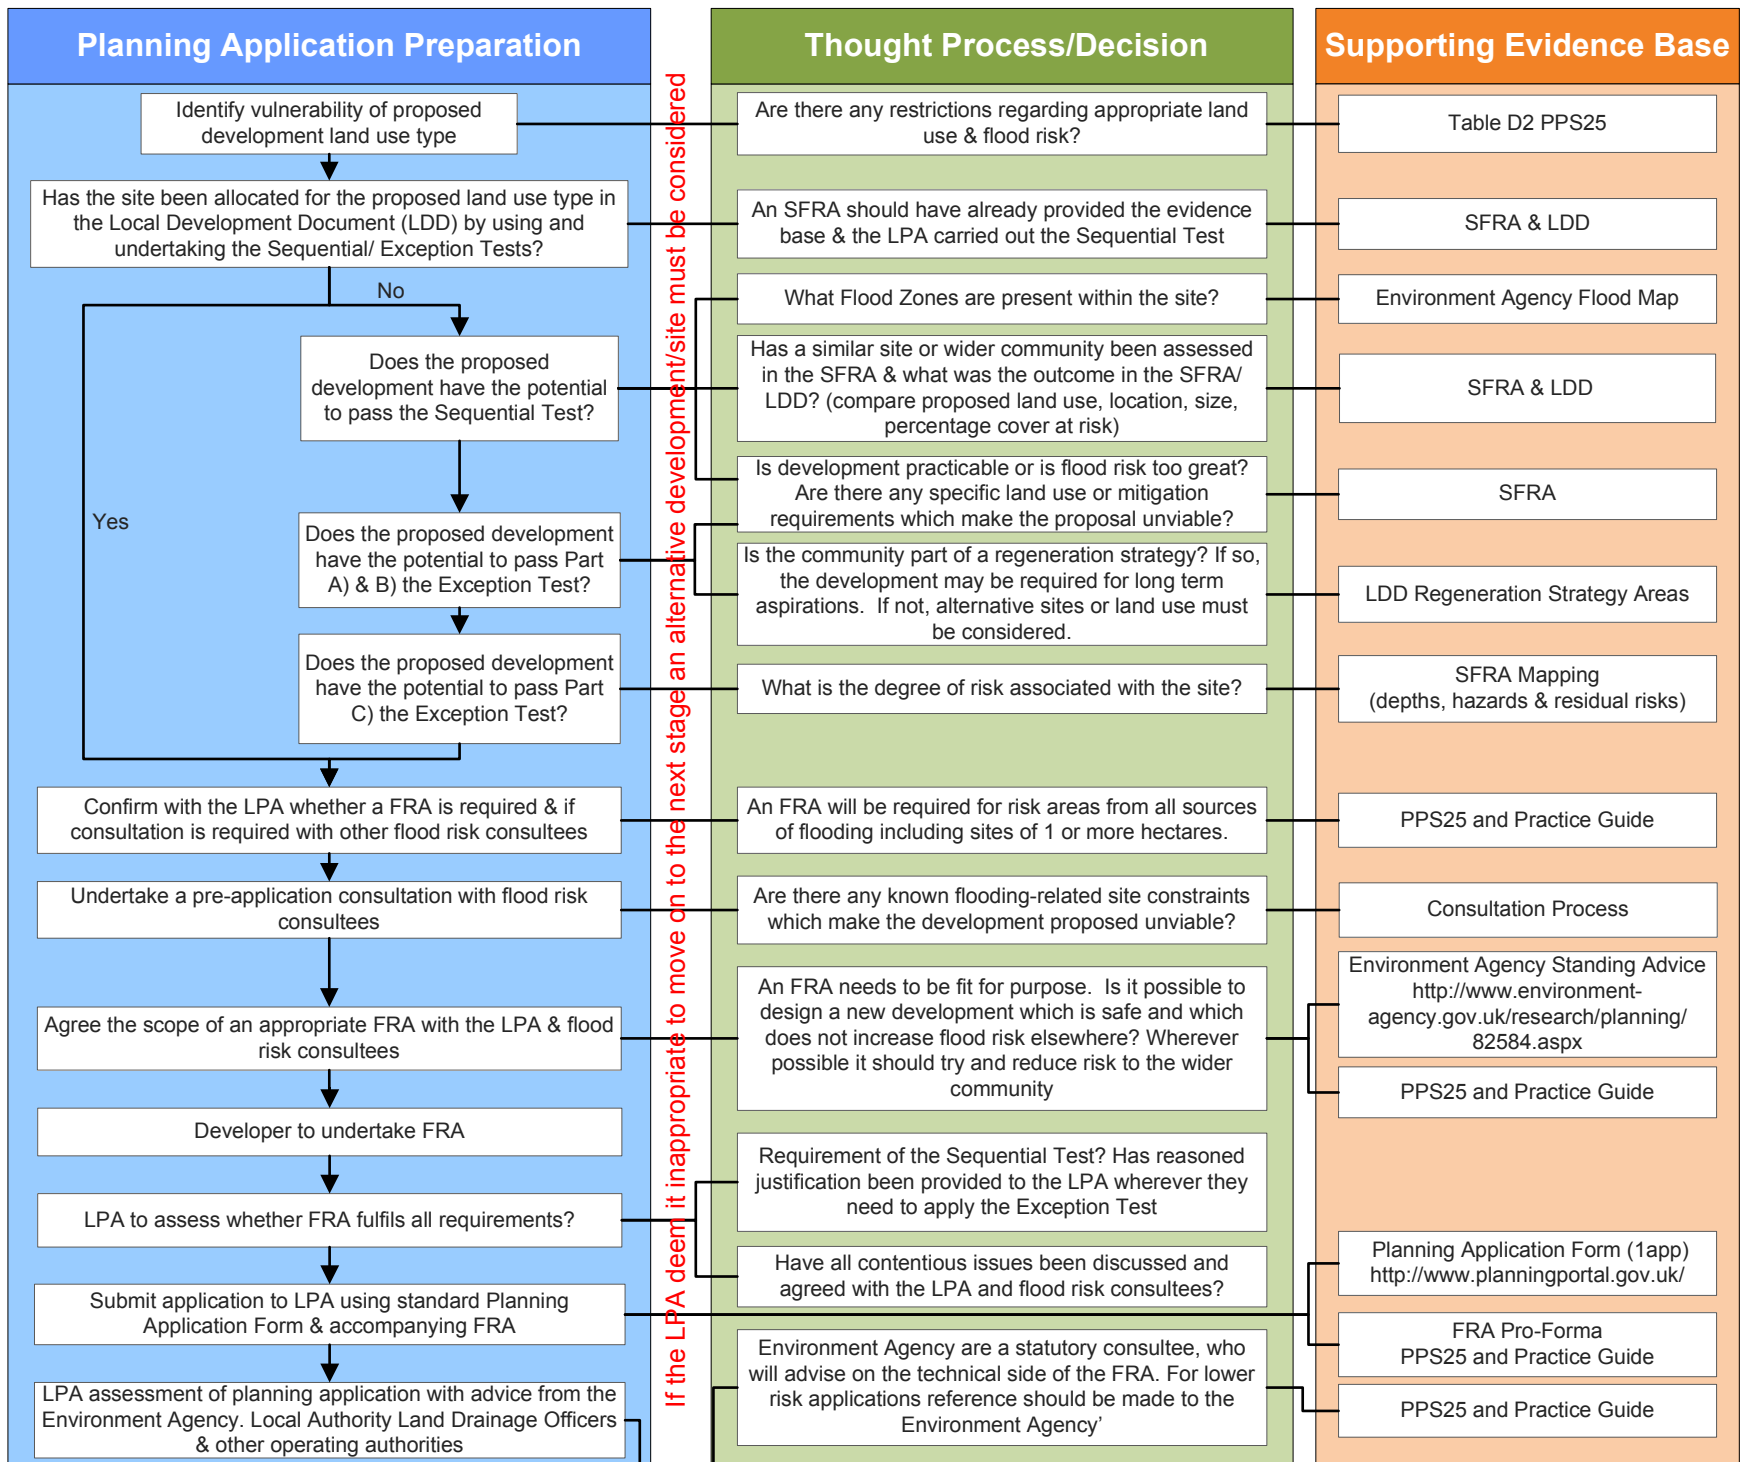 Planning Application Preparation
Thought Process/Decision
Supporting Evidence Base
Identify vulnerability of proposed
development land use type
Are there any restrictions regarding appropriate land
use & flood risk?
Table D2 PPS25
Has the site been allocated for the proposed land use type in
the Local Development Document (LDD) by using and
undertaking the Sequential/ Exception Tests?
An SFRA should have already provided the evidence
base & the LPA carried out the Sequential Test
SFRA & LDD
No
Yes
What Flood Zones are present within the site?
Environment Agency Flood Map
Does the proposed
development have the potential
to pass the Sequential Test?
Has a similar site or wider community been assessed
in the SFRA & what was the outcome in the SFRA/
LDD? (compare proposed land use, location, size,
percentage cover at risk)
SFRA & LDD
Is development practicable or is flood risk too great?
Are there any specific land use or mitigation
requirements which make the proposal unviable?
SFRA
Does the proposed development
have the potential to pass Part
A) & B) the Exception Test?
Is the community part of a regeneration strategy? If so,
the development may be required for long term
aspirations.  If not, alternative sites or land use must
be considered.
LDD Regeneration Strategy Areas
Does the proposed development
have the potential to pass Part
C) the Exception Test?
What is the degree of risk associated with the site?
SFRA Mapping
(depths, hazards & residual risks)
Confirm with the LPA whether a FRA is required & if
consultation is required with other flood risk consultees
An FRA will be required for risk areas from all sources
of flooding including sites of 1 or more hectares.
PPS25 and Practice Guide
Undertake a pre-application consultation with flood risk
consultees
Are there any known flooding-related site constraints
which make the development proposed unviable?
Consultation Process
Agree the scope of an appropriate FRA with the LPA & flood
risk consultees
An FRA needs to be fit for purpose.  Is it possible to
design a new development which is safe and which
does not increase flood risk elsewhere? Wherever
possible it should try and reduce risk to the wider
community
Environment Agency Standing Advice
http://www.environment-
agency.gov.uk/research/planning/
82584.aspx
PPS25 and Practice Guide
Developer to undertake FRA
LPA to assess whether FRA fulfils all requirements?
Requirement of the Sequential Test? Has reasoned
justification been provided to the LPA wherever they
need to apply the Exception Test
Have all contentious issues been discussed and
agreed with the LPA and flood risk consultees?
Submit application to LPA using standard Planning
Application Form & accompanying FRA
Planning Application Form (1app)
http://www.planningportal.gov.uk/
FRA Pro-Forma
PPS25 and Practice Guide
LPA assessment of planning application with advice from the
Environment Agency. Local Authority Land Drainage Officers
& other operating authorities
Environment Agency are a statutory consultee, who
will advise on the technical side of the FRA. For lower
risk applications reference should be made to the
Environment Agency’
PPS25 and Practice Guide
If the LPA deem it inappropriate to move on to the next stage an alternative development/site must be considered